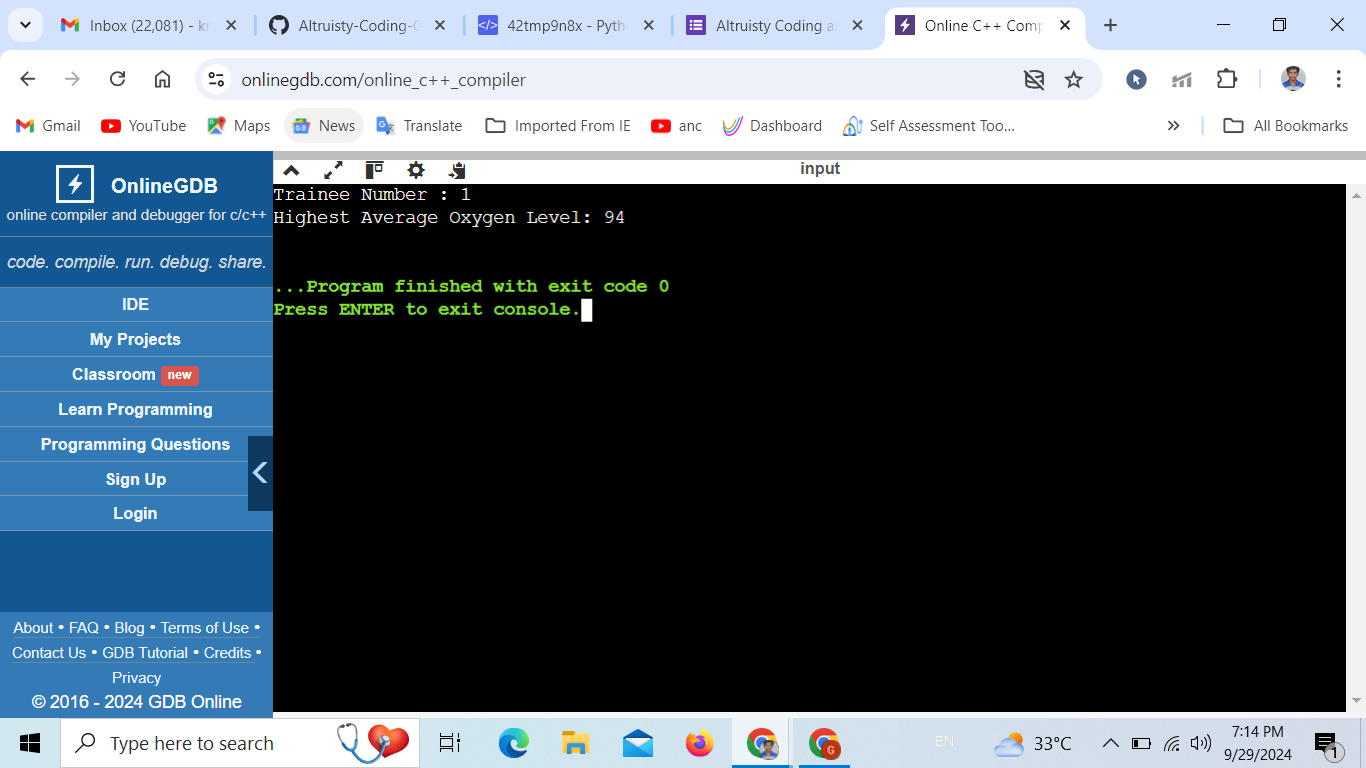 Inbox (22,081) - kr
Altruisty-Coding-C
42tmp9n8x - Pyth
Altruisty Coding a
Online C++ Comp
onlinegdb.com/online_c++_compiler
Gmail
YouTube
Maps
News
Translate
Imported From IE
anc
Dashboard
Self Assessment Too...
All Bookmarks
OnlineGDB
online compiler and debugger for c/c++
code. compile. run. debug. share.
IDE
My Projects
Classroom new
Learn Programming
Programming Questions
Sign Up
Login
About • FAQ • Blog • Terms of Use •
Contact Us • GDB Tutorial • Credits •
Privacy
© 2016 - 2024 GDB Online
input
Trainee Number : 1
Highest Average Oxygen Level: 94
...Program finished with exit code 0
Press ENTER to exit console.
Type here to search
G
EN
33°C
7:14 PM
9/29/2024
1